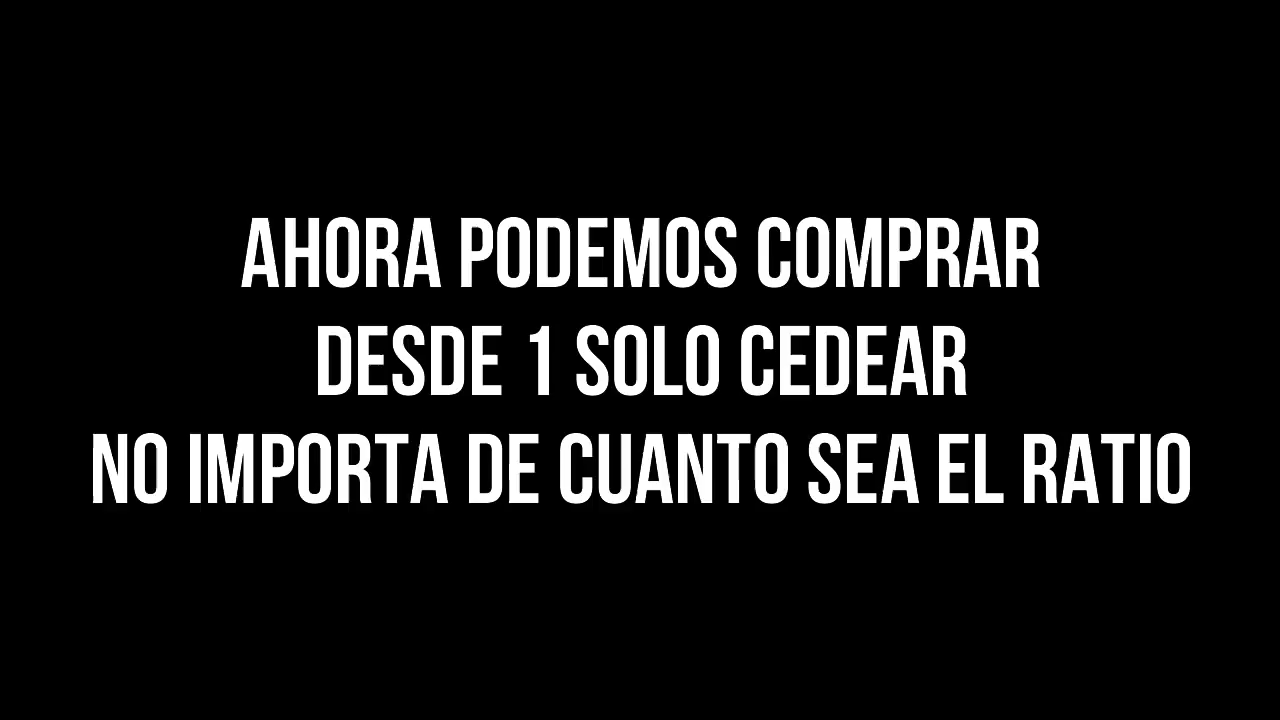 AHORA PODEMOS COMPRAR
DESDE 1 SOLO CEDEAR
NO IMPORTA DE CUANTO SEA EL RATIO